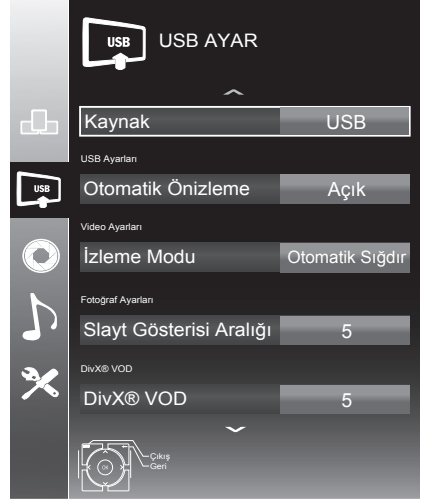 USB USB AYAR
Kaynak USB
USB Ayarları
USB
Otomatik Önizleme Açık
Video Ayarları
İzleme Modu Otomatik Sığdır
Fotoğraf Ayarları
Slayt Gösterisi Aralığı 5
DivX® VOD
DivX® VOD 5
Çıkış
OK
Geri